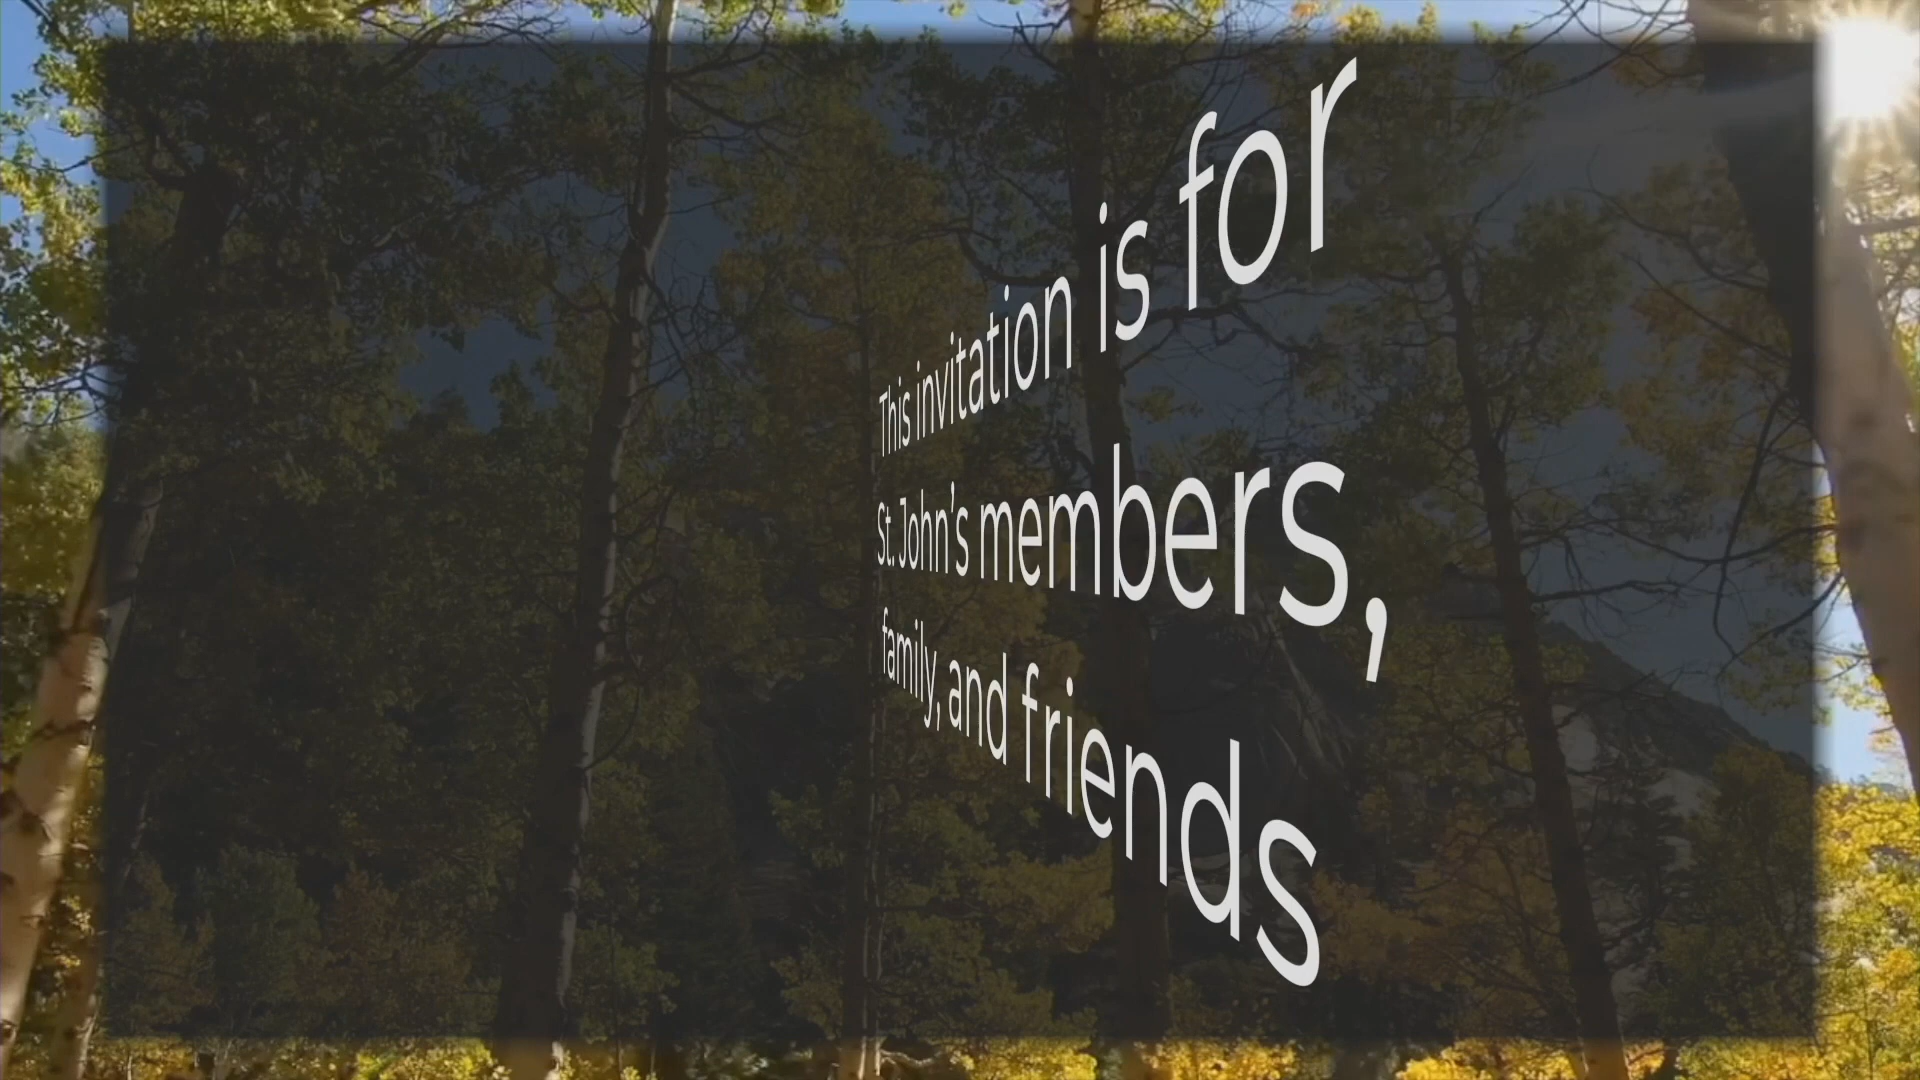 This invitation is for
St. John's members,
family, and friends